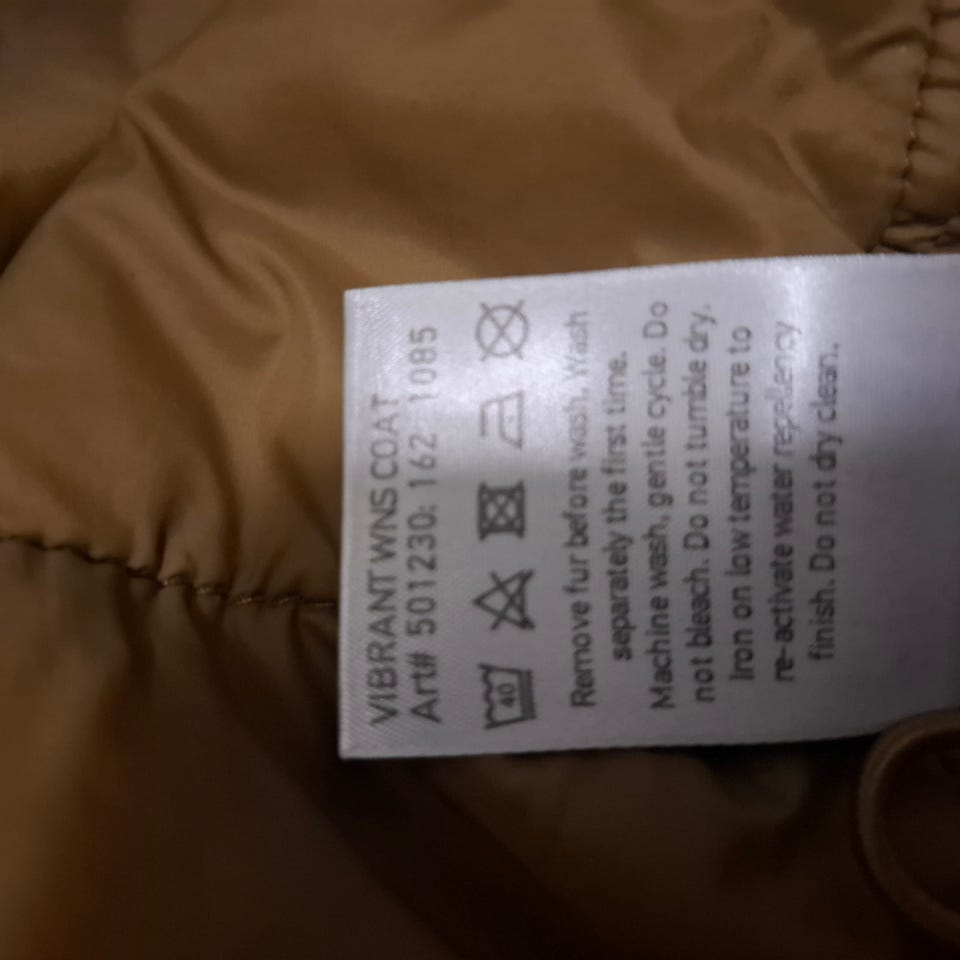 VIBRANT WNS COAT
Art# 501230: 162 1085
40
Remove fur before wash. Wash
separately the first time.
Machine wash, gentle cycle. Do
not bleach. Do not tumble dry.
Iron on low temperature to
re-activate water repellency
finish. Do not dry clean.